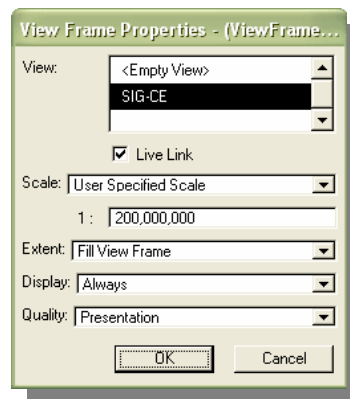 View Frame Properties - (ViewFrame...
View:
<Empty View>
SIG-CE
Live Link
Scale: User Specified Scale
1 : 200,000,000
Extent: Fill View Frame
Display: Always
Quality: Presentation
OK Cancel